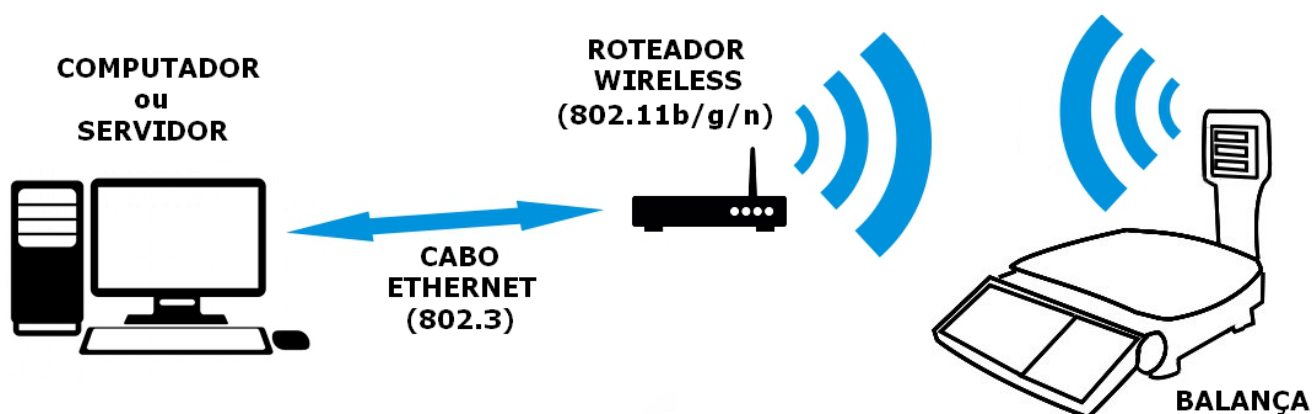 COMPUTADOR
ou
SERVIDOR
ROTEADOR
WIRELESS
(802.11b/g/n)
CABO
ETHERNET
(802.3)
BALANÇA